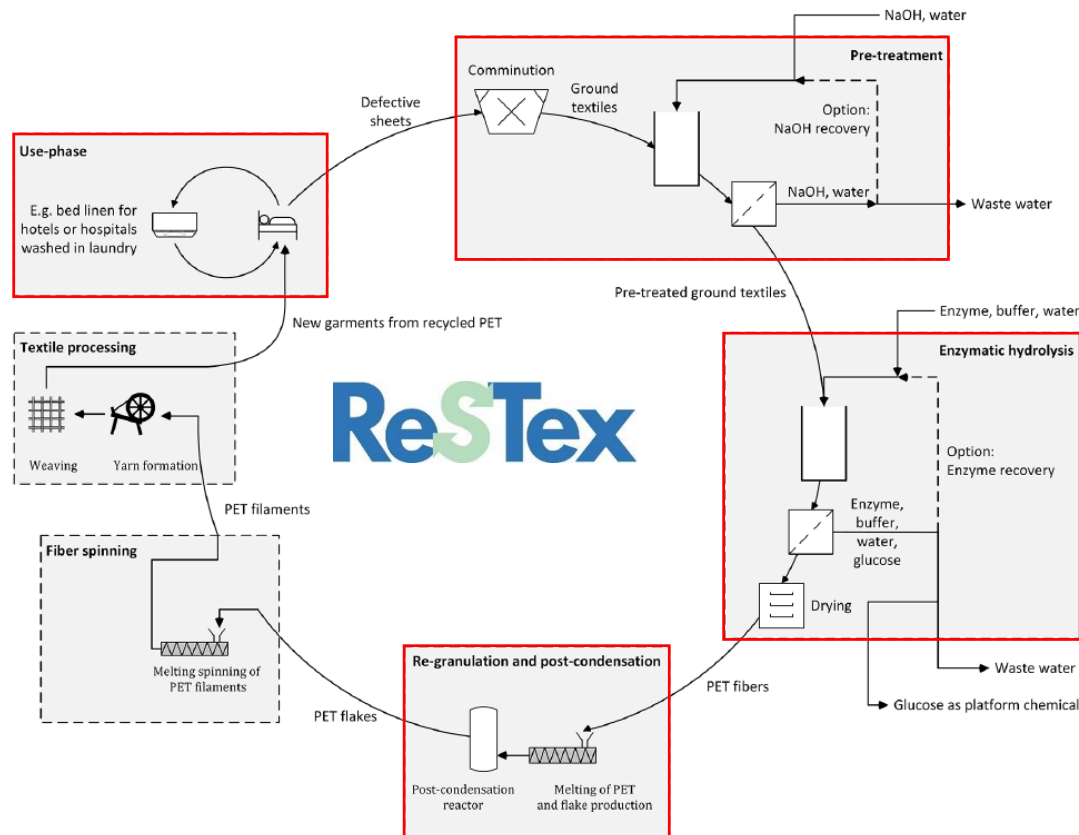 NaOH, water
Pre-treatment
Comminution
Ground
textiles
Defective
sheets
Option:
NaOH recovery
NaOH, water
Waste water
Use-phase
E.g. bed linen for
hotels or hospitals
washed in laundry
Pre-treated ground textiles
New garments from recycled PET
Enzyme, buffer, water
Textile processing
Enzymatic hydrolysis
ReSTex
Weaving
Yarn formation
Option:
Enzyme recovery
PET filaments
Enzyme,
buffer,
water,
glucose
Fiber spinning
Drying
Melting spinning of
PET filaments
Re-granulation and post-condensation
Waste water
PET fibers
PET flakes
Glucose as platform chemical
Post-condensation
reactor
Melting of PET
and flake production